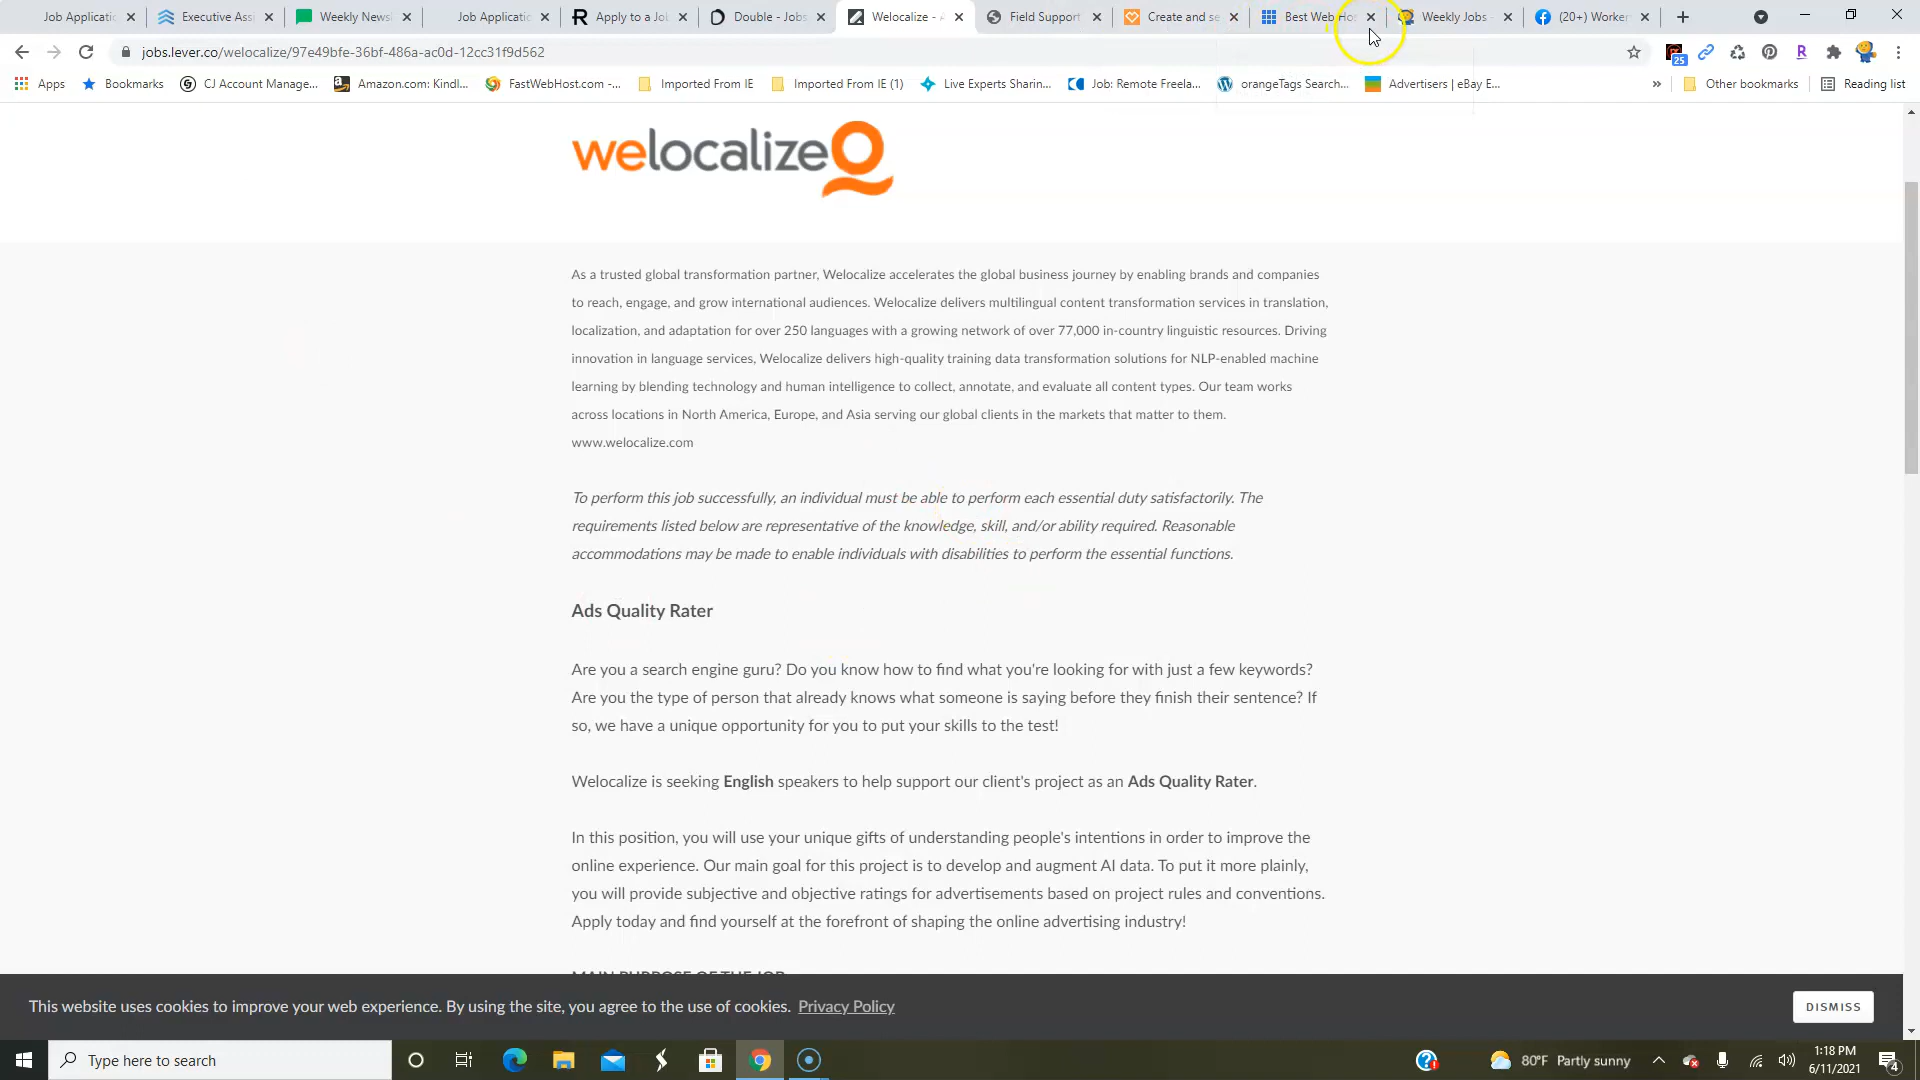 Job Applicatic
Executive Ass
Weekly News
Job Applicatic
Apply to a Jo
Double - Jobs
Welocalize - A
Field Support
Create and se
Best Web Ho
Weekly Jobs -
(20+) Worker
jobs.lever.co/welocalize/97e49bfe-36bf-486a-ac0d-12cc31f9d562
25
Apps
Bookmarks
CJ Account Manage...
Amazon.com: Kindl...
FastWebHost.com -...
Imported From IE
Imported From IE (1)
Live Experts Sharin...
Job: Remote Freela...
orangeTags Search...
Advertisers | eBay E...
»
Other bookmarks
Reading list
welocalize
As a trusted global transformation partner, Welocalize accelerates the global business journey by enabling brands and companies
to reach, engage, and grow international audiences. Welocalize delivers multilingual content transformation services in translation,
localization, and adaptation for over 250 languages with a growing network of over 77,000 in-country linguistic resources. Driving
innovation in language services, Welocalize delivers high-quality training data transformation solutions for NLP-enabled machine
learning by blending technology and human intelligence to collect, annotate, and evaluate all content types. Our team works
across locations in North America, Europe, and Asia serving our global clients in the markets that matter to them.
www.welocalize.com
To perform this job successfully, an individual must be able to perform each essential duty satisfactorily. The
requirements listed below are representative of the knowledge, skill, and/or ability required. Reasonable
accommodations may be made to enable individuals with disabilities to perform the essential functions.
Ads Quality Rater
Are you a search engine guru? Do you know how to find what you're looking for with just a few keywords?
Are you the type of person that already knows what someone is saying before they finish their sentence? If
so, we have a unique opportunity for you to put your skills to the test!
Welocalize is seeking English speakers to help support our client's project as an Ads Quality Rater.
In this position, you will use your unique gifts of understanding people's intentions in order to improve the
online experience. Our main goal for this project is to develop and augment AI data. To put it more plainly,
you will provide subjective and objective ratings for advertisements based on project rules and conventions.
Apply today and find yourself at the forefront of shaping the online advertising industry!
MAIN PURPOSE OF THE JOB
This website uses cookies to improve your web experience. By using the site, you agree to the use of cookies. Privacy Policy
DISMISS
Type here to search
80°F Partly sunny
1:18 PM
6/11/2021
4